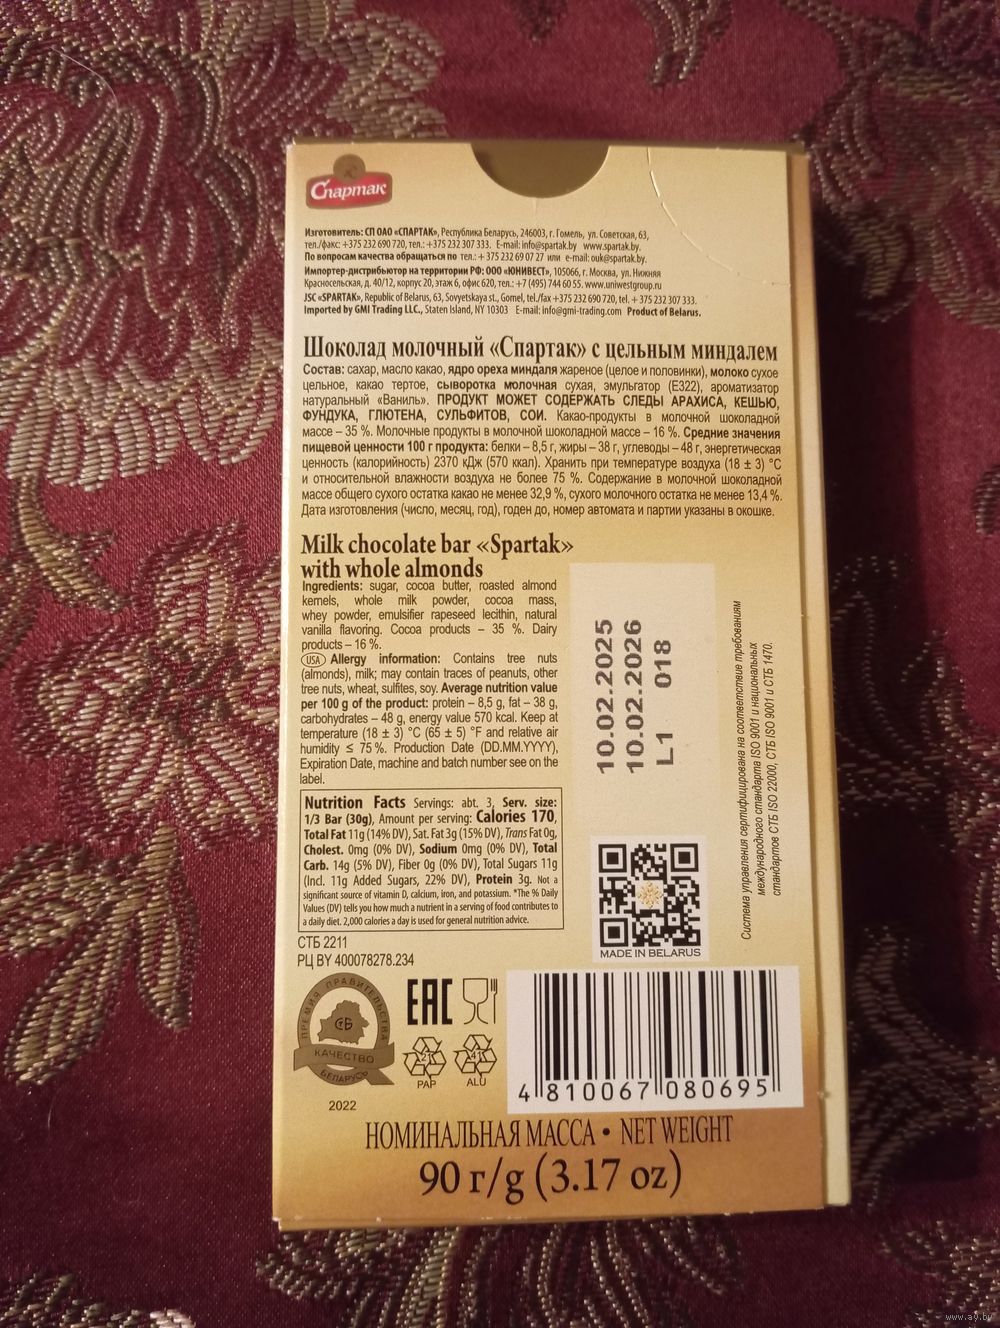 Спартак
Изготовитель: СП ОАО «СПАРТАК», Республика Беларусь, 246003, г. Гомель, ул. Советская, 63,
тел./факс: +375 232 690 720, тел.: +375 232 307 333. E-mail: info@spartak.by www.spartak.by.
По вопросам качества обращаться по тел.: + 375 232 69 07 27 или e-mail: ouk@spartak.by.
Импортер-дистрибьютор на территории РФ: ООО «ЮНИВЕСТ», 105066, г. Москва, ул. Нижняя
Красносельская, д. 40/12, корпус 20, этаж 6, офис 620, тел.: +7 (495) 744 60 55. www.uniwestgroup.ru
JSC «SPARTAK», Republic of Belarus, 63, Sovyetskaya st., Gomel, tel./fax +375 232 690 720, tel. + 375 232 307 333.
Imported by GMI Trading LLC., Staten Island, NY 10303 E-mail: info@gmi-trading.com Product of Belarus.
Шоколад молочный «Спартак» с цельным миндалем
Состав: сахар, масло какао, ядро ореха миндаля жареное (целое и половинки), молоко сухое
цельное, какао тертое, сыворотка молочная сухая, эмульгатор (Е322), ароматизатор
натуральный «Ваниль». ПРОДУКТ МОЖЕТ СОДЕРЖАТЬ СЛЕДЫ АРАХИСА, КЕШЬЮ,
ФУНДУКА, ГЛЮТЕНА, СУЛЬФИТОВ, СОИ. Какао-продукты в молочной шоколадной
массе – 35 %. Молочные продукты в молочной шоколадной массе – 16 %. Средние значения
пищевой ценности 100 г продукта: белки – 8,5 г, жиры – 38 г, углеводы – 48 г, энергетическая
ценность (калорийность) 2370 кДж (570 ккал). Хранить при температуре воздуха (18 ± 3) °C
и относительной влажности воздуха не более 75 %. Содержание в молочной шоколадной
массе общего сухого остатка какао не менее 32,9 %, сухого молочного остатка не менее 13,4 %.
Дата изготовления (число, месяц, год), годен до, номер автомата и партии указаны в окошке.
Milk chocolate bar «Spartak»
with whole almonds
Ingredients: sugar, cocoa butter, roasted almond
kernels, whole milk powder, cocoa mass,
whey powder, emulsifier rapeseed lecithin, natural
vanilla flavoring. Cocoa products – 35 %. Dairy
products – 16 %.
USA Allergy information: Contains tree nuts
(almonds), milk; may contain traces of peanuts, other
tree nuts, wheat, sulfites, soy. Average nutrition value
per 100 g of the product: protein – 8,5 g, fat – 38 g,
carbohydrates – 48 g, energy value 570 kcal. Keep at
temperature (18 ± 3) °C (65 ± 5) °F and relative air
humidity ≤ 75 %. Production Date (DD.MM.YYYY),
Expiration Date, machine and batch number see on the
label.
10.02.2025
10.02.2026
L1 018
Система управления сертифицирована на соответствие требованиям
международного стандарта ISO 9001 и национальных
стандартов СТБ ISO 22000, СТБ ISO 9001 и СТБ 1470.
Nutrition Facts Servings: abt. 3, Serv. size:
1/3 Bar (30g), Amount per serving: Calories 170,
Total Fat 11g (14% DV), Sat. Fat 3g (15% DV), Trans Fat 0g,
Cholest. 0mg (0% DV), Sodium 0mg (0% DV), Total
Carb. 14g (5% DV), Fiber 0g (0% DV), Total Sugars 11g
(Incl. 11g Added Sugars, 22% DV), Protein 3g. Not a
significant source of vitamin D, calcium, iron, and potassium. *The % Daily
Values (DV) tells you how much a nutrient in a serving of food contributes to
a daily diet. 2,000 calories a day is used for general nutrition advice.
MADE IN BELARUS
СТБ 2211
РЦ BY 400078278.234
ПРЕМИЯ ПРАВИТЕЛЬСТВА
СТБ
КАЧЕСТВО
БЕЛАРУСЬ
2022
EAC
21
PAP
41
ALU
4 810067 080695
НОМИНАЛЬНАЯ МАССА • NET WEIGHT
90 г/g (3.17 oz)
www.ay.by